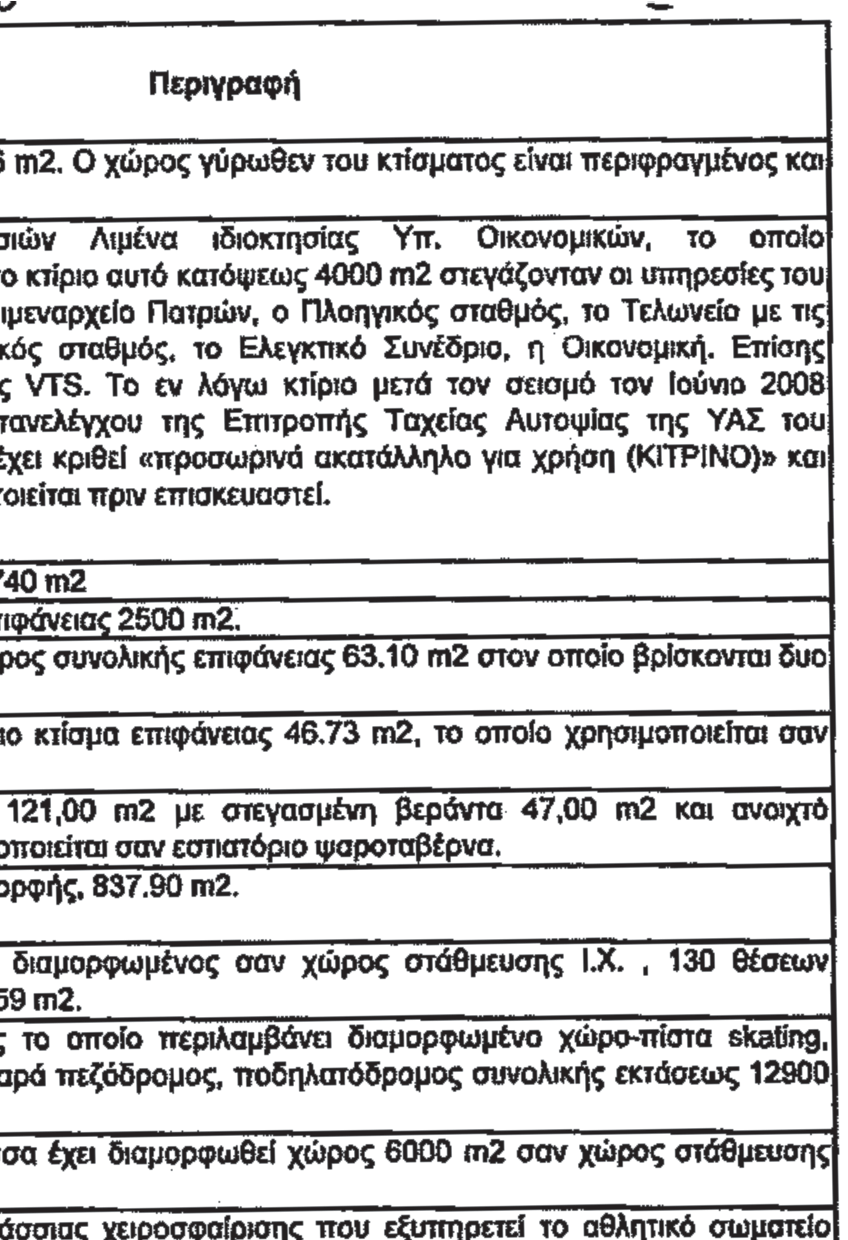 Περιγραφή
6 m2. Ο χώρος γύρωθεν του κτίσματος είναι περιφραγμένος και
σιών Λιμένα ιδιοκτησίας Υπ. Οικονομικών, το οποίο
ο κτίριο αυτό κατόψεως 4000 m2 στεγάζονταν οι υπηρεσίες του
ιμεναρχείο Πατρών, ο Πλοηγικός σταθμός, το Τελωνείο με τις
κός σταθμός, το Ελεγκτικό Συνέδριο, η Οικονομική. Επίσης
ς VTS. Το εν λόγω κτίριο μετά τον σεισμό τον Ιούνιο 2008
τανελέγχου της Επιτροπής Ταχείας Αυτοψίας της ΥΑΣ του
έχει κριθεί «προσωρινά ακατάλληλο για χρήση (ΚΙΤΡΙΝΟ)» και
τοιείται πριν επισκευαστεί.
740 m2
πιφάνειας 2500 m2.
ρος συνολικής επιφάνειας 63.10 m2 στον οποίο βρίσκονται δυο
ιο κτίσμα επιφάνειας 46.73 m2, το οποίο χρησιμοποιείται σαν
121,00 m2 με στεγασμένη βεράντα 47,00 m2 και ανοιχτό
οποιείται σαν εστιατόριο ψαροταβέρνα.
ορφής, 837.90 m2.
διαμορφωμένος σαν χώρος στάθμευσης Ι.Χ. , 130 θέσεων
59 m2.
ς το οποίο περιλαμβάνει διαμορφωμένο χώρο-πίστα skating,
αρά πεζόδρομος, ποδηλατόδρομος συνολικής εκτάσεως 12900
σα έχει διαμορφωθεί χώρος 6000 m2 σαν χώρος στάθμευσης
άσσιας χειροσφαίρισης που εξυπηρετεί το αθλητικό σωματείο